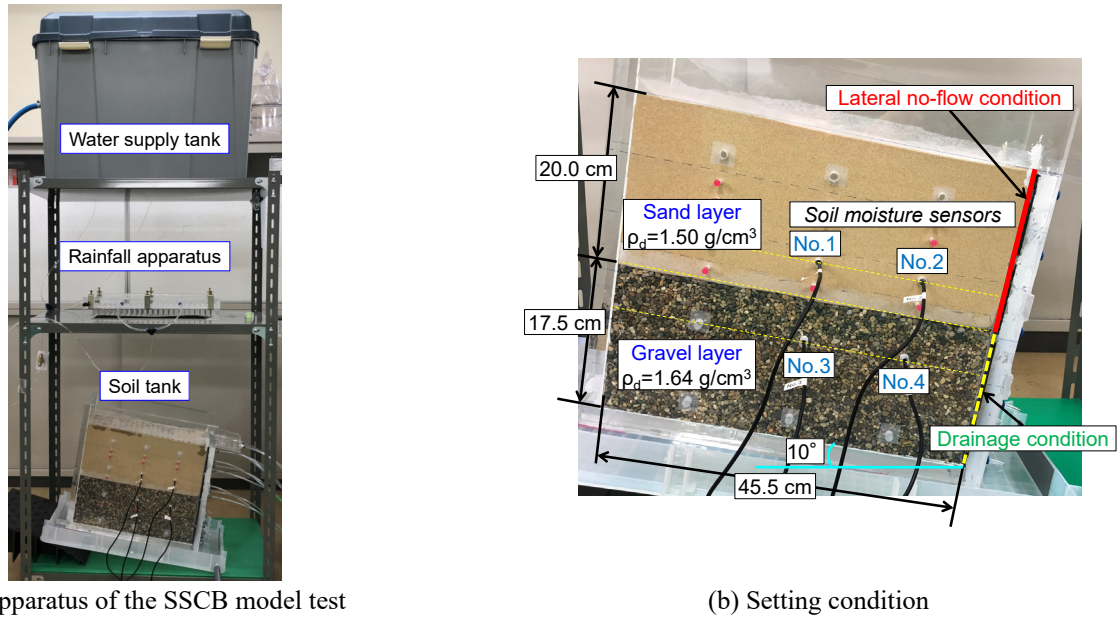 Water supply tank
Rainfall apparatus
Soil tank
pparatus of the SSCB model test
Lateral no-flow condition
20.0 cm
Sand layer
ρd=1.50 g/cm³
Soil moisture sensors
No.1
No.2
17.5 cm
Gravel layer
ρd=1.64 g/cm³
No.3
No.4
Drainage condition
10°
45.5 cm
(b) Setting condition